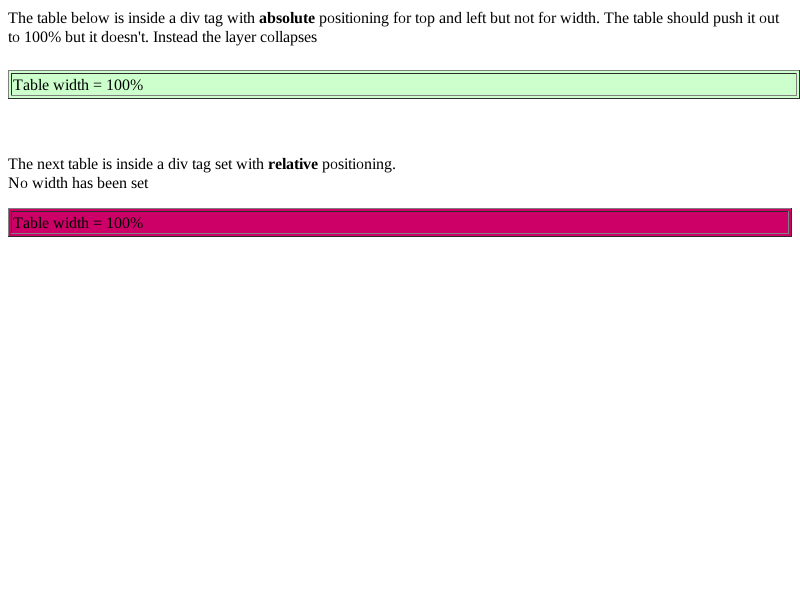 The table below is inside a div tag with absolute positioning for top and left but not for width. The table should push it out
to 100% but it doesn't. Instead the layer collapses
Table width = 100%
The next table is inside a div tag set with relative positioning.
No width has been set
Table width = 100%